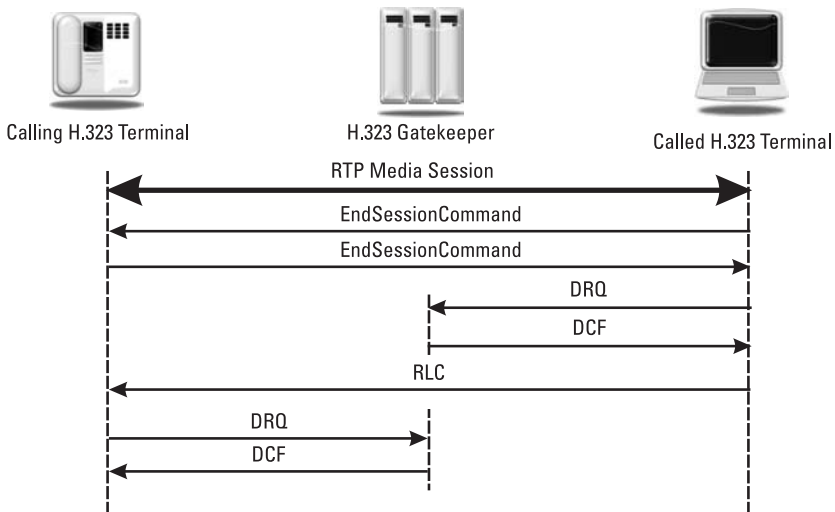 Calling H.323 Terminal
H.323 Gatekeeper
Called H.323 Terminal
RTP Media Session
EndSessionCommand
EndSessionCommand
DRQ
DCF
RLC
DRQ
DCF